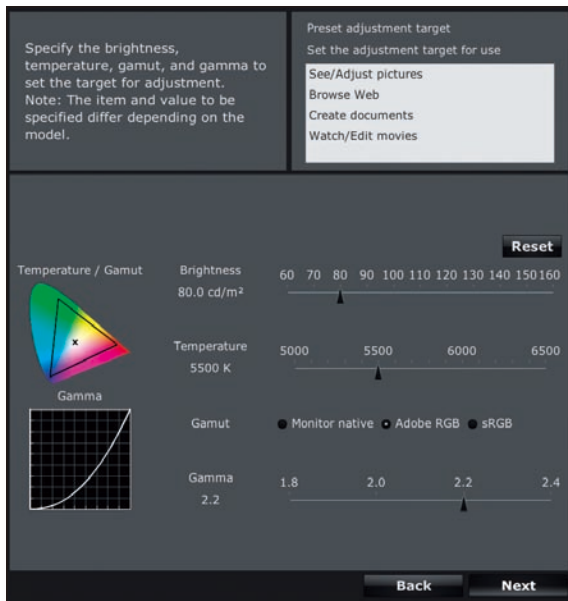 Specify the brightness,
temperature, gamut, and gamma to
set the target for adjustment.
Note: The item and value to be
specified differ depending on the
model.
Preset adjustment target
Set the adjustment target for use
See/Adjust pictures
Browse Web
Create documents
Watch/Edit movies
Reset
Temperature / Gamut
Brightness
80.0 cd/m²
60 70 80 90 100 110 120 130 140 150 160
Temperature
5500 K
5000 5500 6000 6500
Gamma
Gamut
Monitor native Adobe RGB sRGB
Gamma
2.2
1.8 2.0 2.2 2.4
Back Next